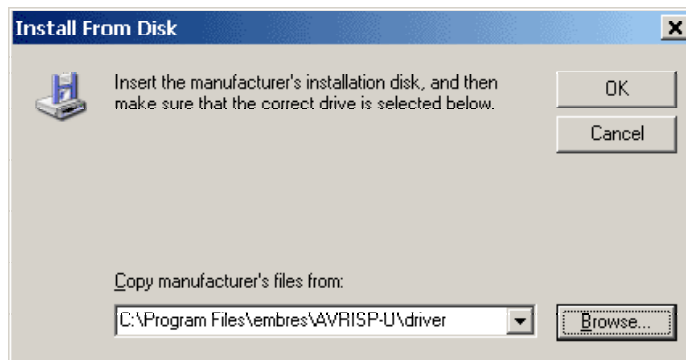 Install From Disk
Insert the manufacturer's installation disk, and then
make sure that the correct drive is selected below.
OK
Cancel
Copy manufacturer's files from:
C:\Program Files\embres\AVRISP-U\driver
Browse...